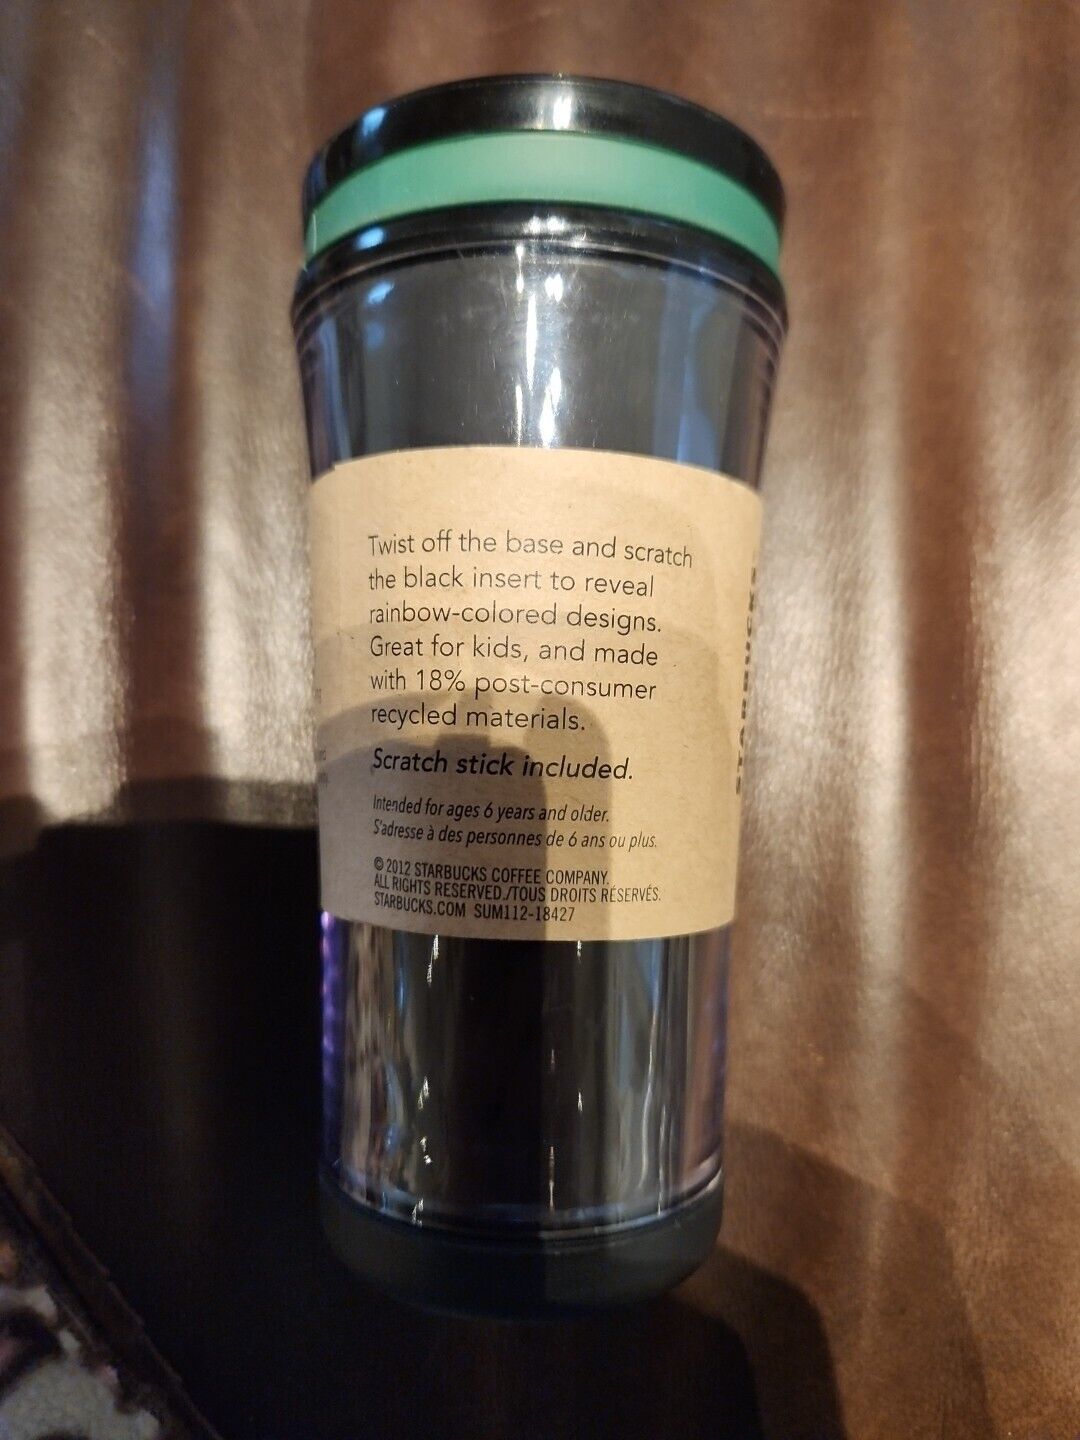 Twist off the base and scratch
the black insert to reveal
rainbow-colored designs.
Great for kids, and made
with 18% post-consumer
recycled materials.
Scratch stick included.
Intended for ages 6 years and older.
S'adresse à des personnes de 6 ans ou plus.
© 2012 STARBUCKS COFFEE COMPANY.
ALL RIGHTS RESERVED./TOUS DROITS RÉSERVÉS.
STARBUCKS.COM SUM112-18427
STARBUCKS